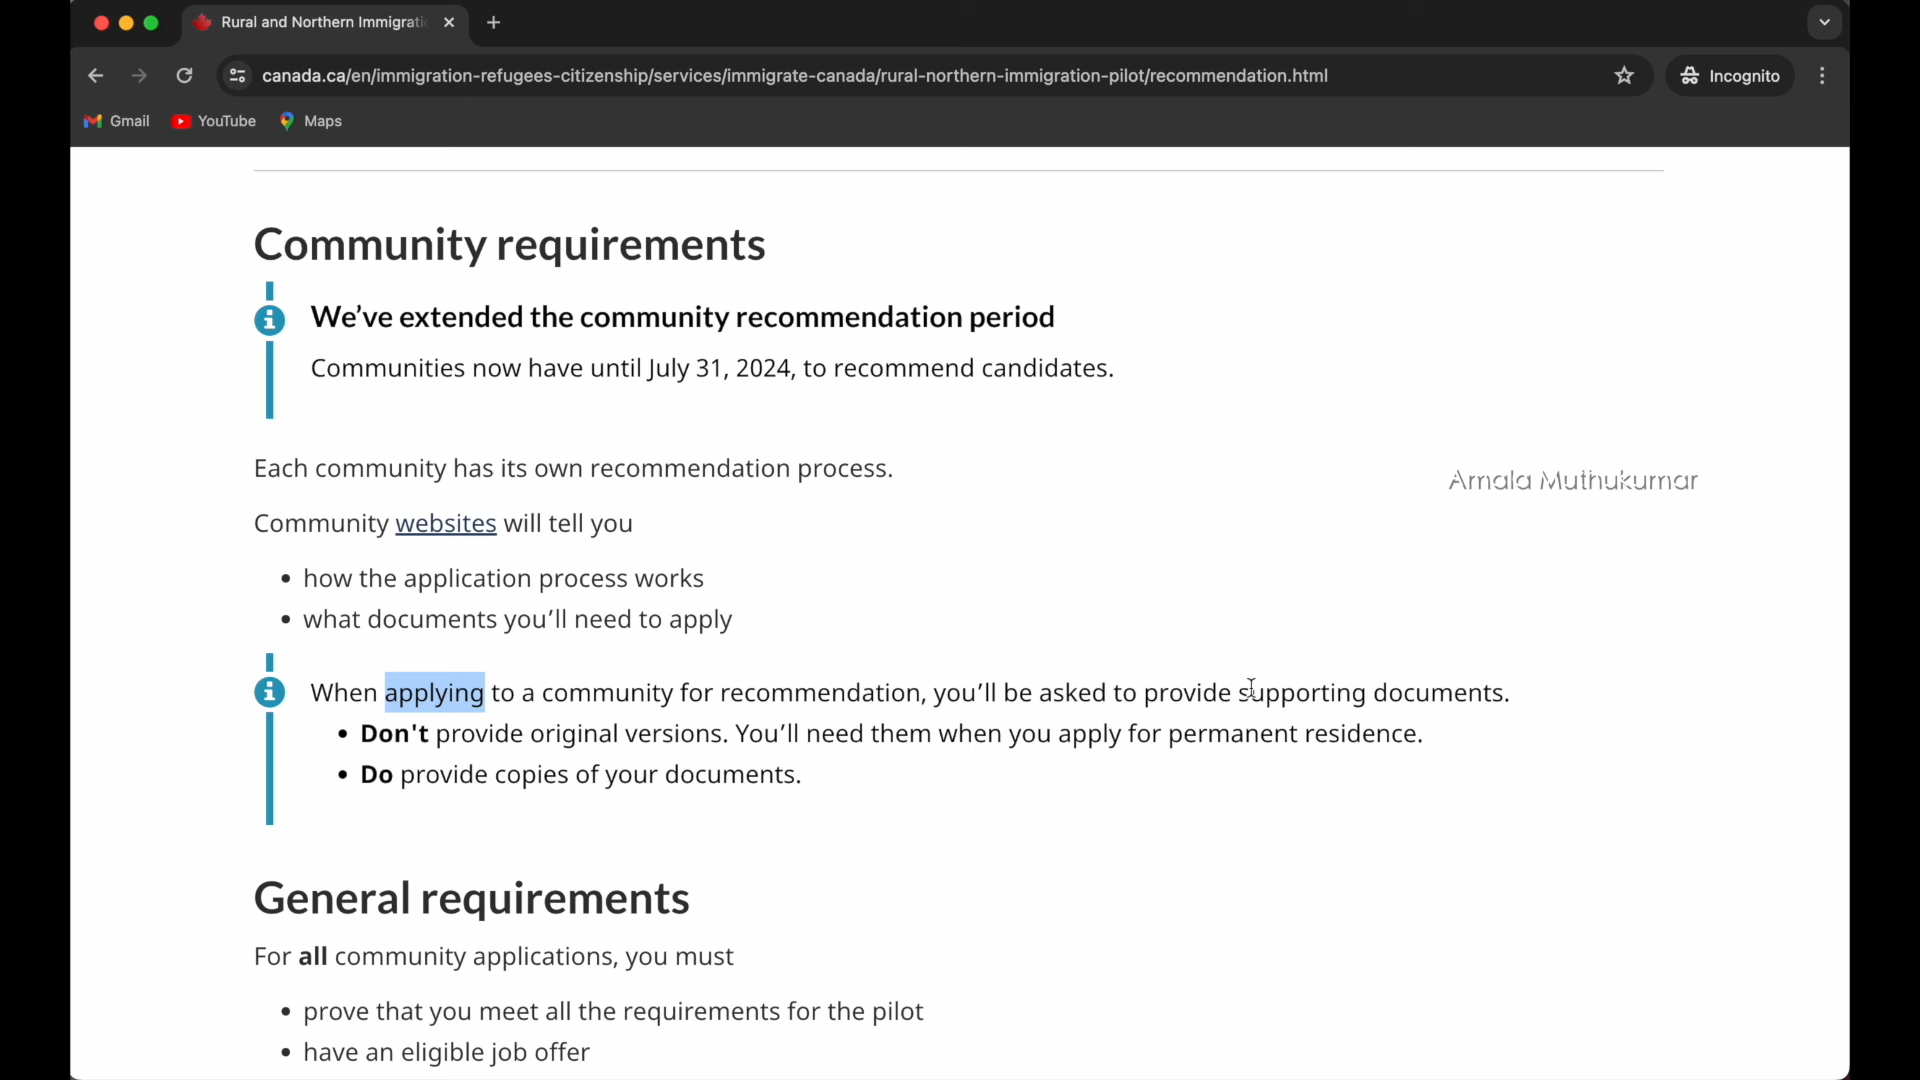 Rural and Northern Immigrati
canada.ca/en/immigration-refugees-citizenship/services/immigrate-canada/rural-northern-immigration-pilot/recommendation.html
Incognito
Gmail YouTube Maps
Community requirements
We’ve extended the community recommendation period
Communities now have until July 31, 2024, to recommend candidates.
Each community has its own recommendation process.
Amala Muthukumar
Community websites will tell you
• how the application process works
• what documents you’ll need to apply
When applying to a community for recommendation, you’ll be asked to provide supporting documents.
• Don't provide original versions. You’ll need them when you apply for permanent residence.
• Do provide copies of your documents.
General requirements
For all community applications, you must
• prove that you meet all the requirements for the pilot
• have an eligible job offer